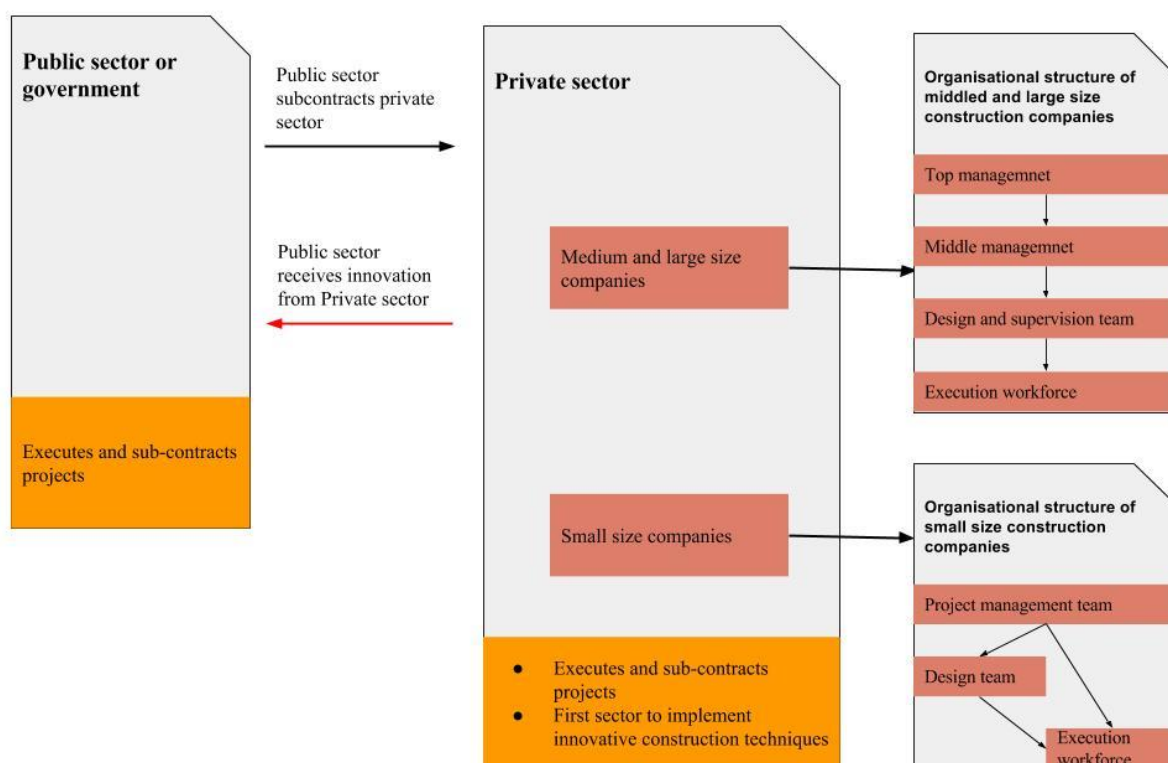 Public sector or
government
Public sector
subcontracts private
sector
Public sector
receives innovation
from Private sector
Executes and sub-contracts
projects
Private sector
Medium and large size
companies
Small size companies
● Executes and sub-contracts
projects
● First sector to implement
innovative construction techniques
Organisational structure of
middled and large size
construction companies
Top managemnet
Middle managemnet
Design and supervision team
Execution workforce
Organisational structure of
small size construction
companies
Project management team
Design team
Execution
workforce